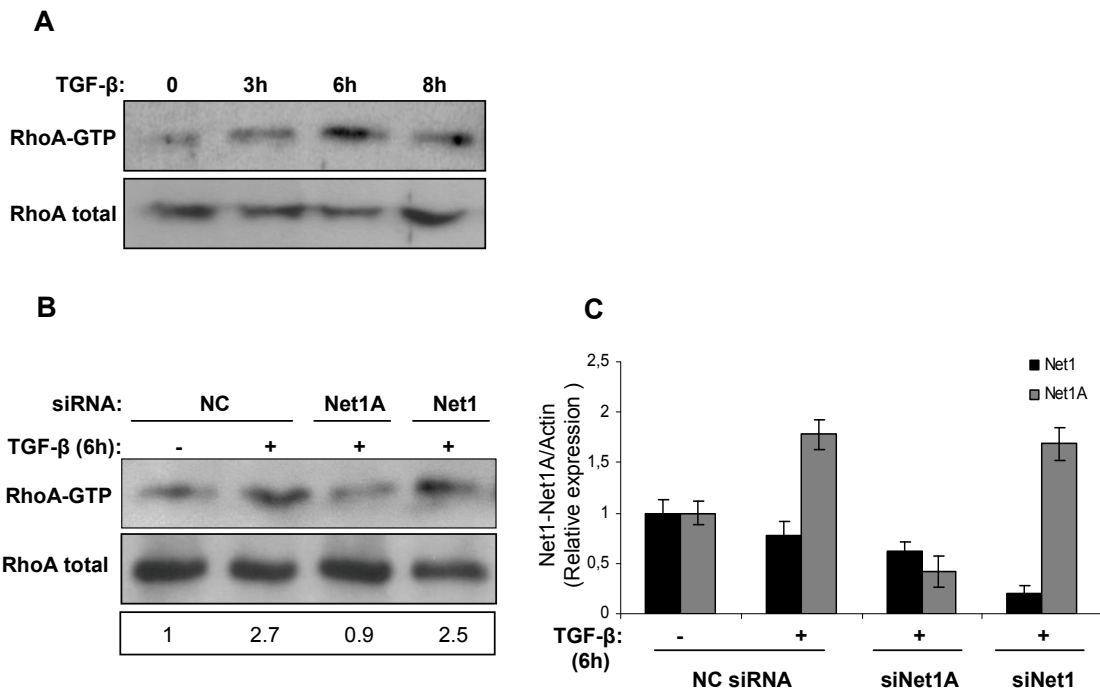 A
TGF-β: 0 3h 6h 8h
RhoA-GTP
RhoA total
B
siRNA: NC Net1A Net1
TGF-β (6h): - + + +
RhoA-GTP
RhoA total
1 2.7 0.9 2.5
C
Net1-Net1A/Actin
(Relative expression )
2,5
2
1,5
1
0,5
0
Net1
Net1A
TGF-β: - + + +
(6h)
NC siRNA siNet1A siNet1